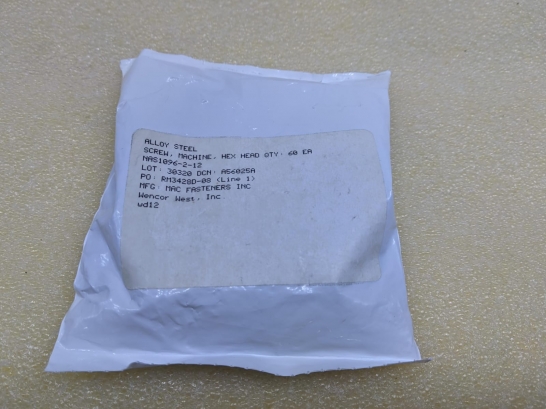 ALLOY STEEL
SCREW, MACHINE, HEX HEAD QTY: 60 EA
NAS1096-2-12
LOT: 30320 DCN: A56025A
PO: RM3428D-08 (Line 1)
MFG: MAC FASTENERS INC
Wencor West, Inc
wd12